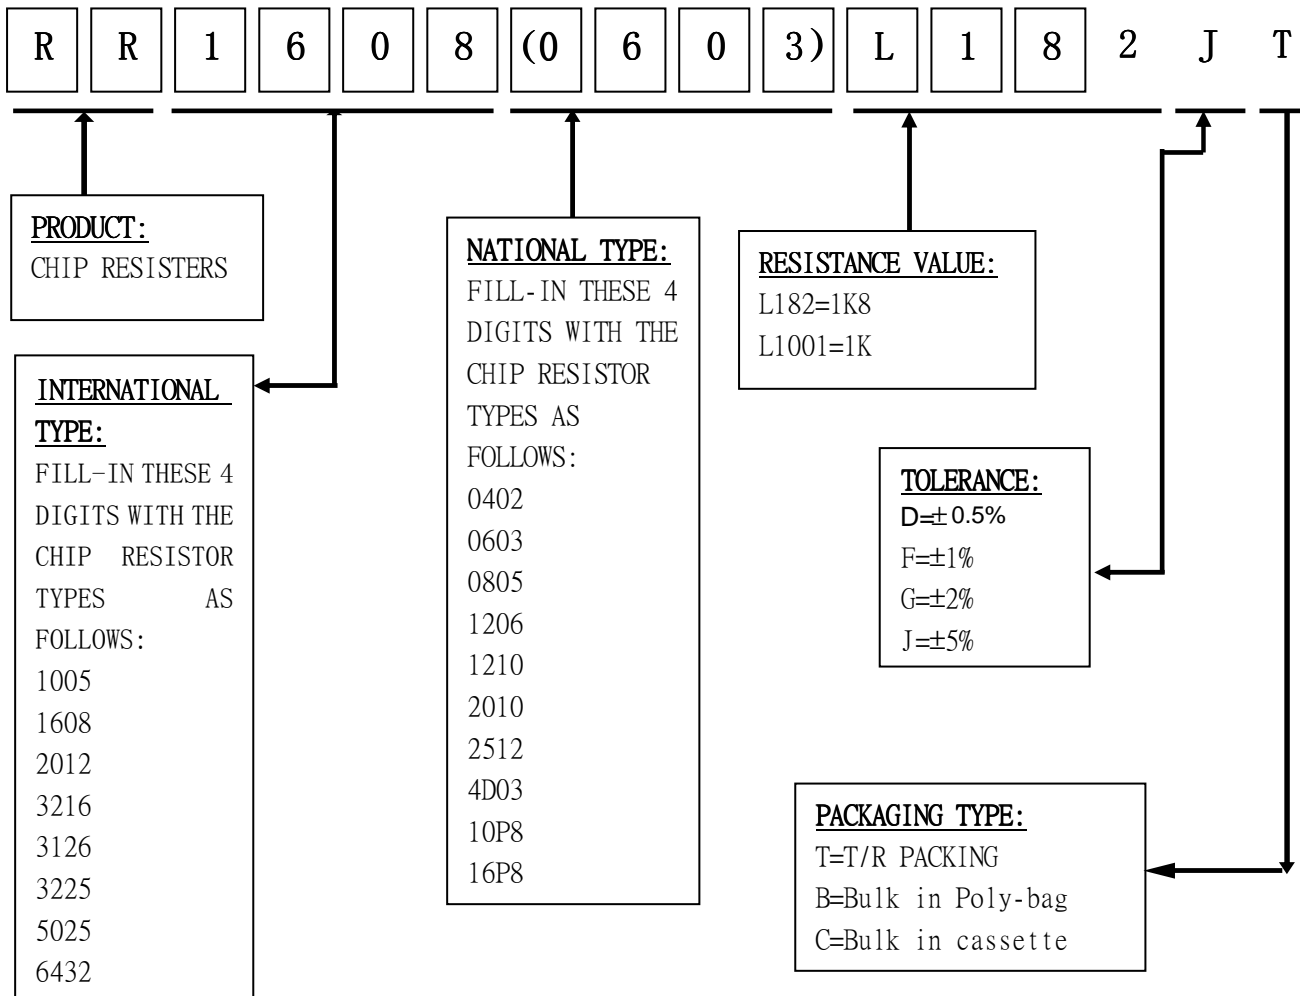 R R 1 6 0 8 (0 6 0 3) L 1 8 2 J T
PRODUCT:
CHIP RESISTERS
INTERNATIONAL
TYPE:
FILL-IN THESE 4
DIGITS WITH THE
CHIP RESISTOR
TYPES AS
FOLLOWS:
1005
1608
2012
3216
3126
3225
5025
6432
NATIONAL TYPE:
FILL-IN THESE 4
DIGITS WITH THE
CHIP RESISTOR
TYPES AS
FOLLOWS:
0402
0603
0805
1206
1210
2010
2512
4D03
10P8
16P8
RESISTANCE VALUE:
L182=1K8
L1001=1K
TOLERANCE:
D=±0.5%
F=±1%
G=±2%
J=±5%
PACKAGING TYPE:
T=T/R PACKING
B=Bulk in Poly-bag
C=Bulk in cassette